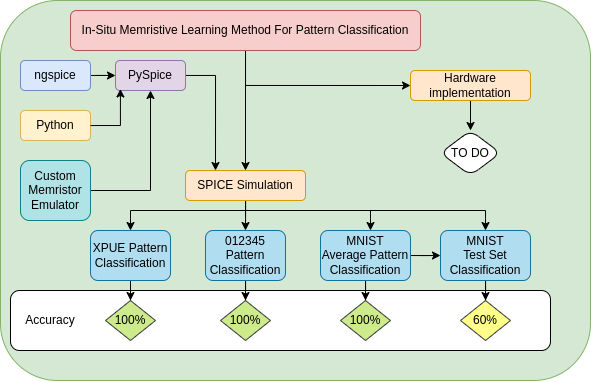 In-Situ Memristive Learning Method For Pattern Classification
ngspice
PySpice
Hardware
implementation
Python
TO DO
Custom
Memristor
Emulator
SPICE Simulation
XPUE Pattern
Classification
012345
Pattern
Classification
MNIST
Average Pattern
Classification
MNIST
Test Set
Classification
Accuracy
100%
100%
100%
60%